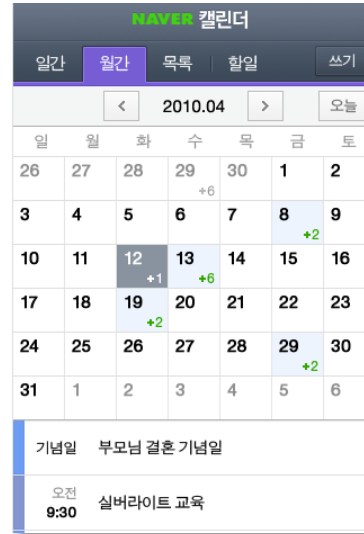 NAVER 캘린더
일간 월간 목록 할일 쓰기
< 2010.04 > 오늘
일 월 화 수 목 금 토
26 27 28 29 +6 30 1 2
3 4 5 6 7 8 +2 9
10 11 12 +1 13 +6 14 15 16
17 18 19 +2 20 21 22 23
24 25 26 27 28 29 +2 30
31 1 2 3 4 5 6
기념일 부모님 결혼 기념일
오전
9:30 실버라이트 교육